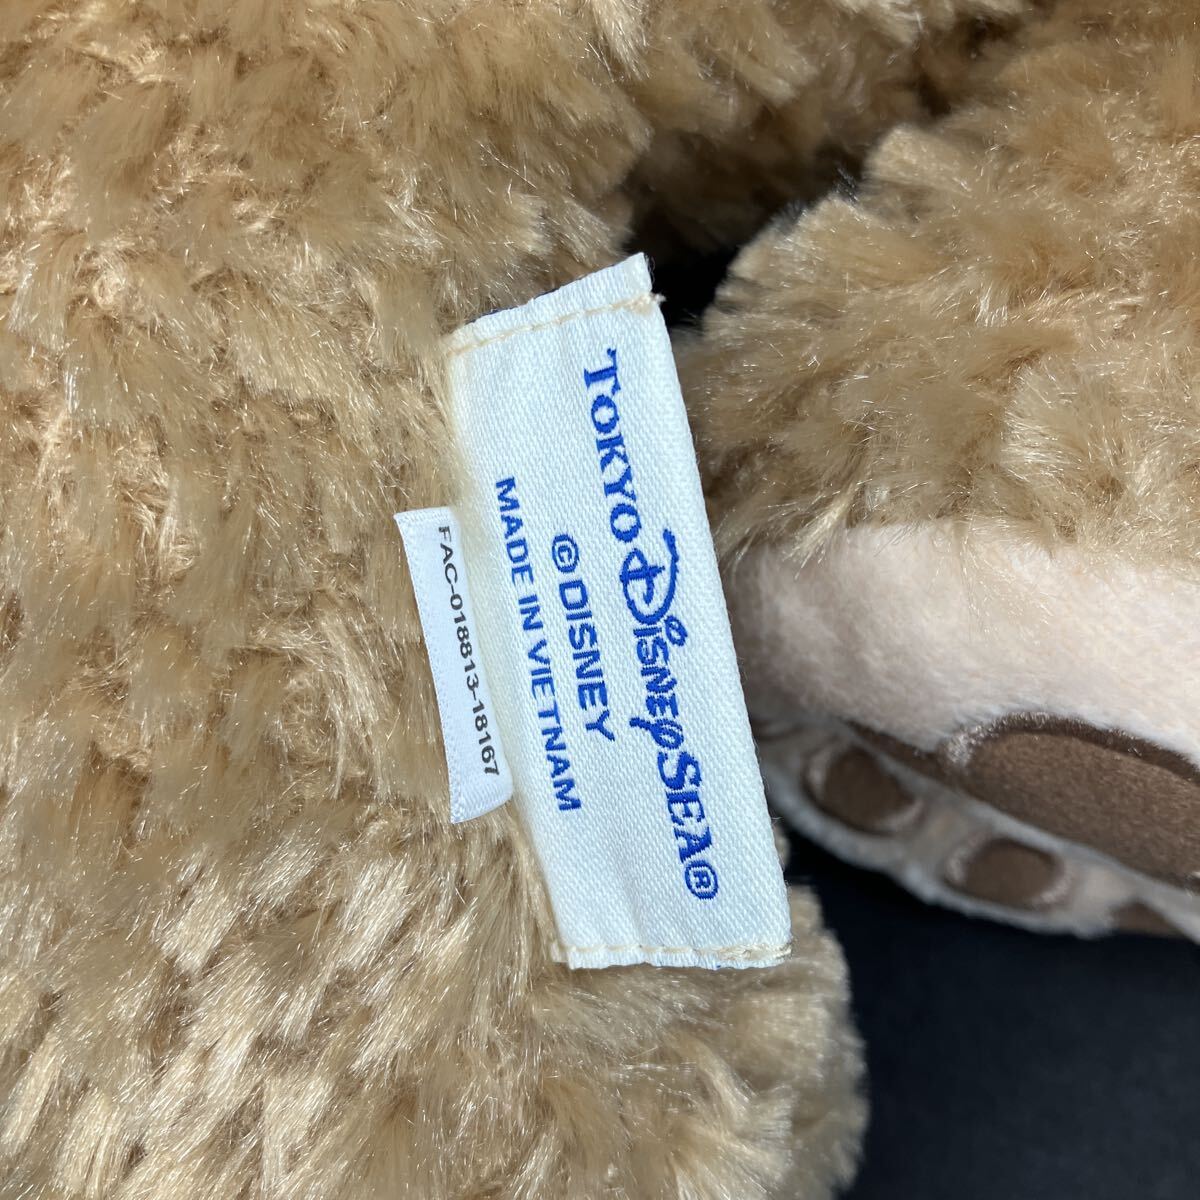 TOKYO DISNEYSEA®
©DISNEY
MADE IN VIETNAM
FAC-018813-18167